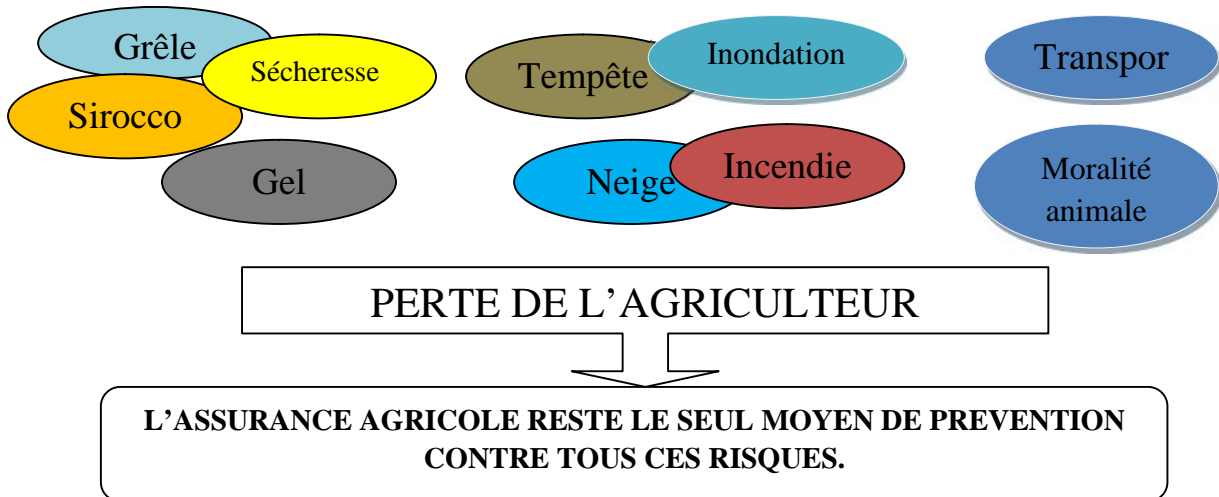 Grêle
Sécheresse
Sirocco
Gel
Tempête
Inondation
Neige
Incendie
Transpor
Moralité
animale
PERTE DE L’AGRICULTEUR
L’ASSURANCE AGRICOLE RESTE LE SEUL MOYEN DE PREVENTION
CONTRE TOUS CES RISQUES.